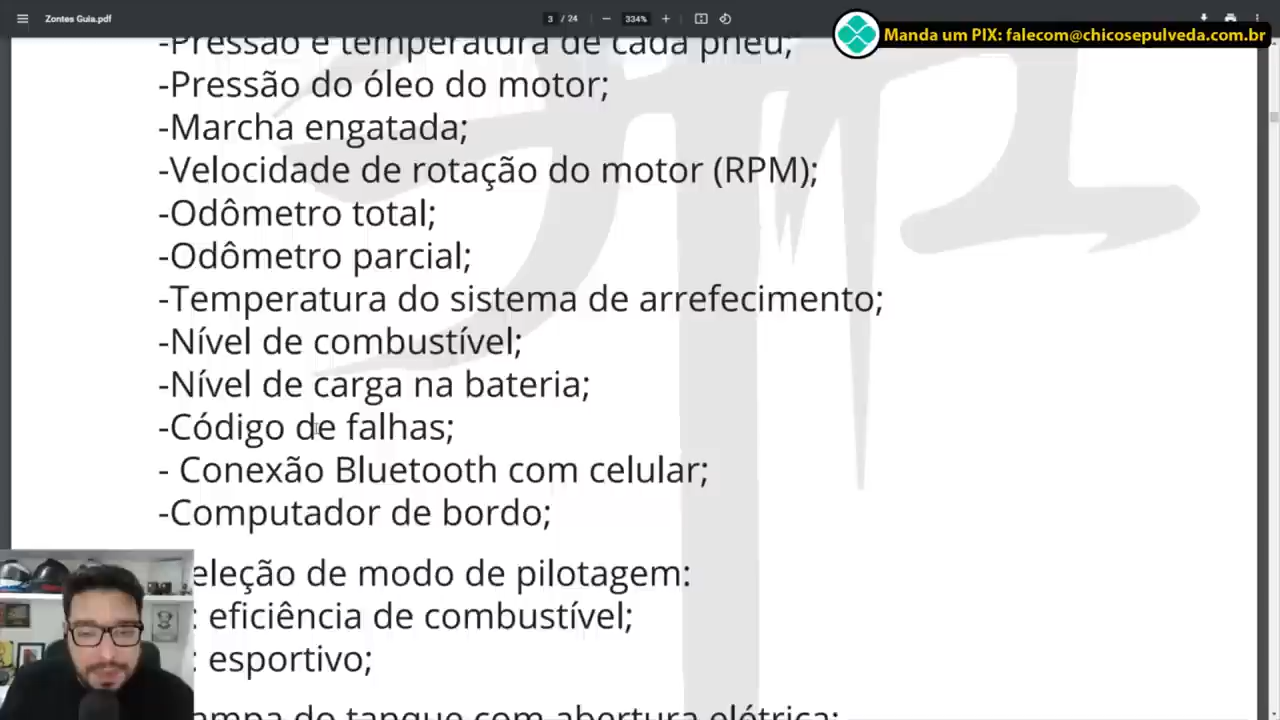 Zontes Guia.pdf
3 / 24
334%
Manda um PIX: falecom@chicosepulveda.com.br
-Pressão e temperatura de cada pneu;
-Pressão do óleo do motor;
-Marcha engatada;
-Velocidade de rotação do motor (RPM);
-Odômetro total;
-Odômetro parcial;
-Temperatura do sistema de arrefecimento;
-Nível de combustível;
-Nível de carga na bateria;
-Código de falhas;
- Conexão Bluetooth com celular;
-Computador de bordo;
eleção de modo de pilotagem:
: eficiência de combustível;
: esportivo;
ampa do tanque com abertura elétrica;